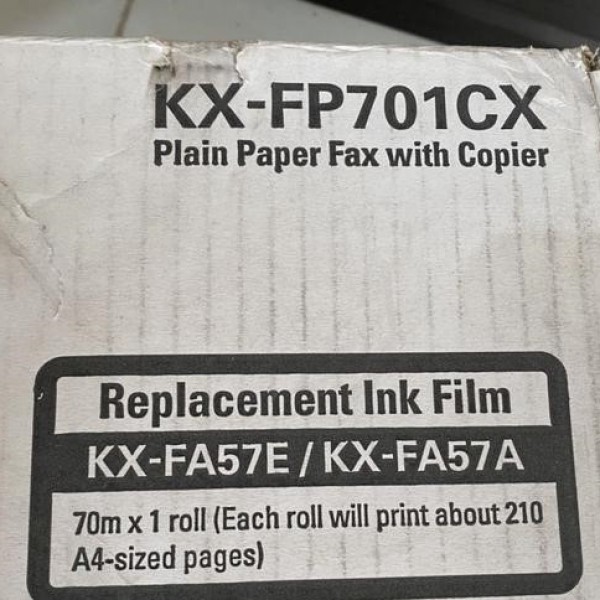 KX-FP701CX
Plain Paper Fax with Copier
Replacement Ink Film
KX-FA57E / KX-FA57A
70m x 1 roll (Each roll will print about 210
A4-sized pages)